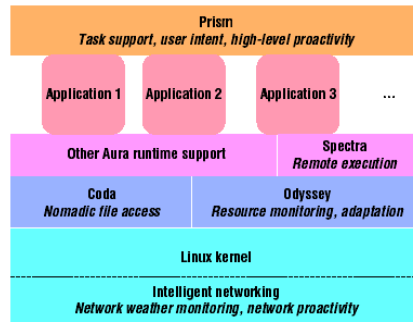 Prism
Task support, user intent, high-level proactivity
Application 1
Application 2
Application 3
...
Other Aura runtime support
Spectra
Remote execution
Coda
Nomadic file access
Odyssey
Resource monitoring, adaptation
Linux kernel
Intelligent networking
Network weather monitoring, network proactivity